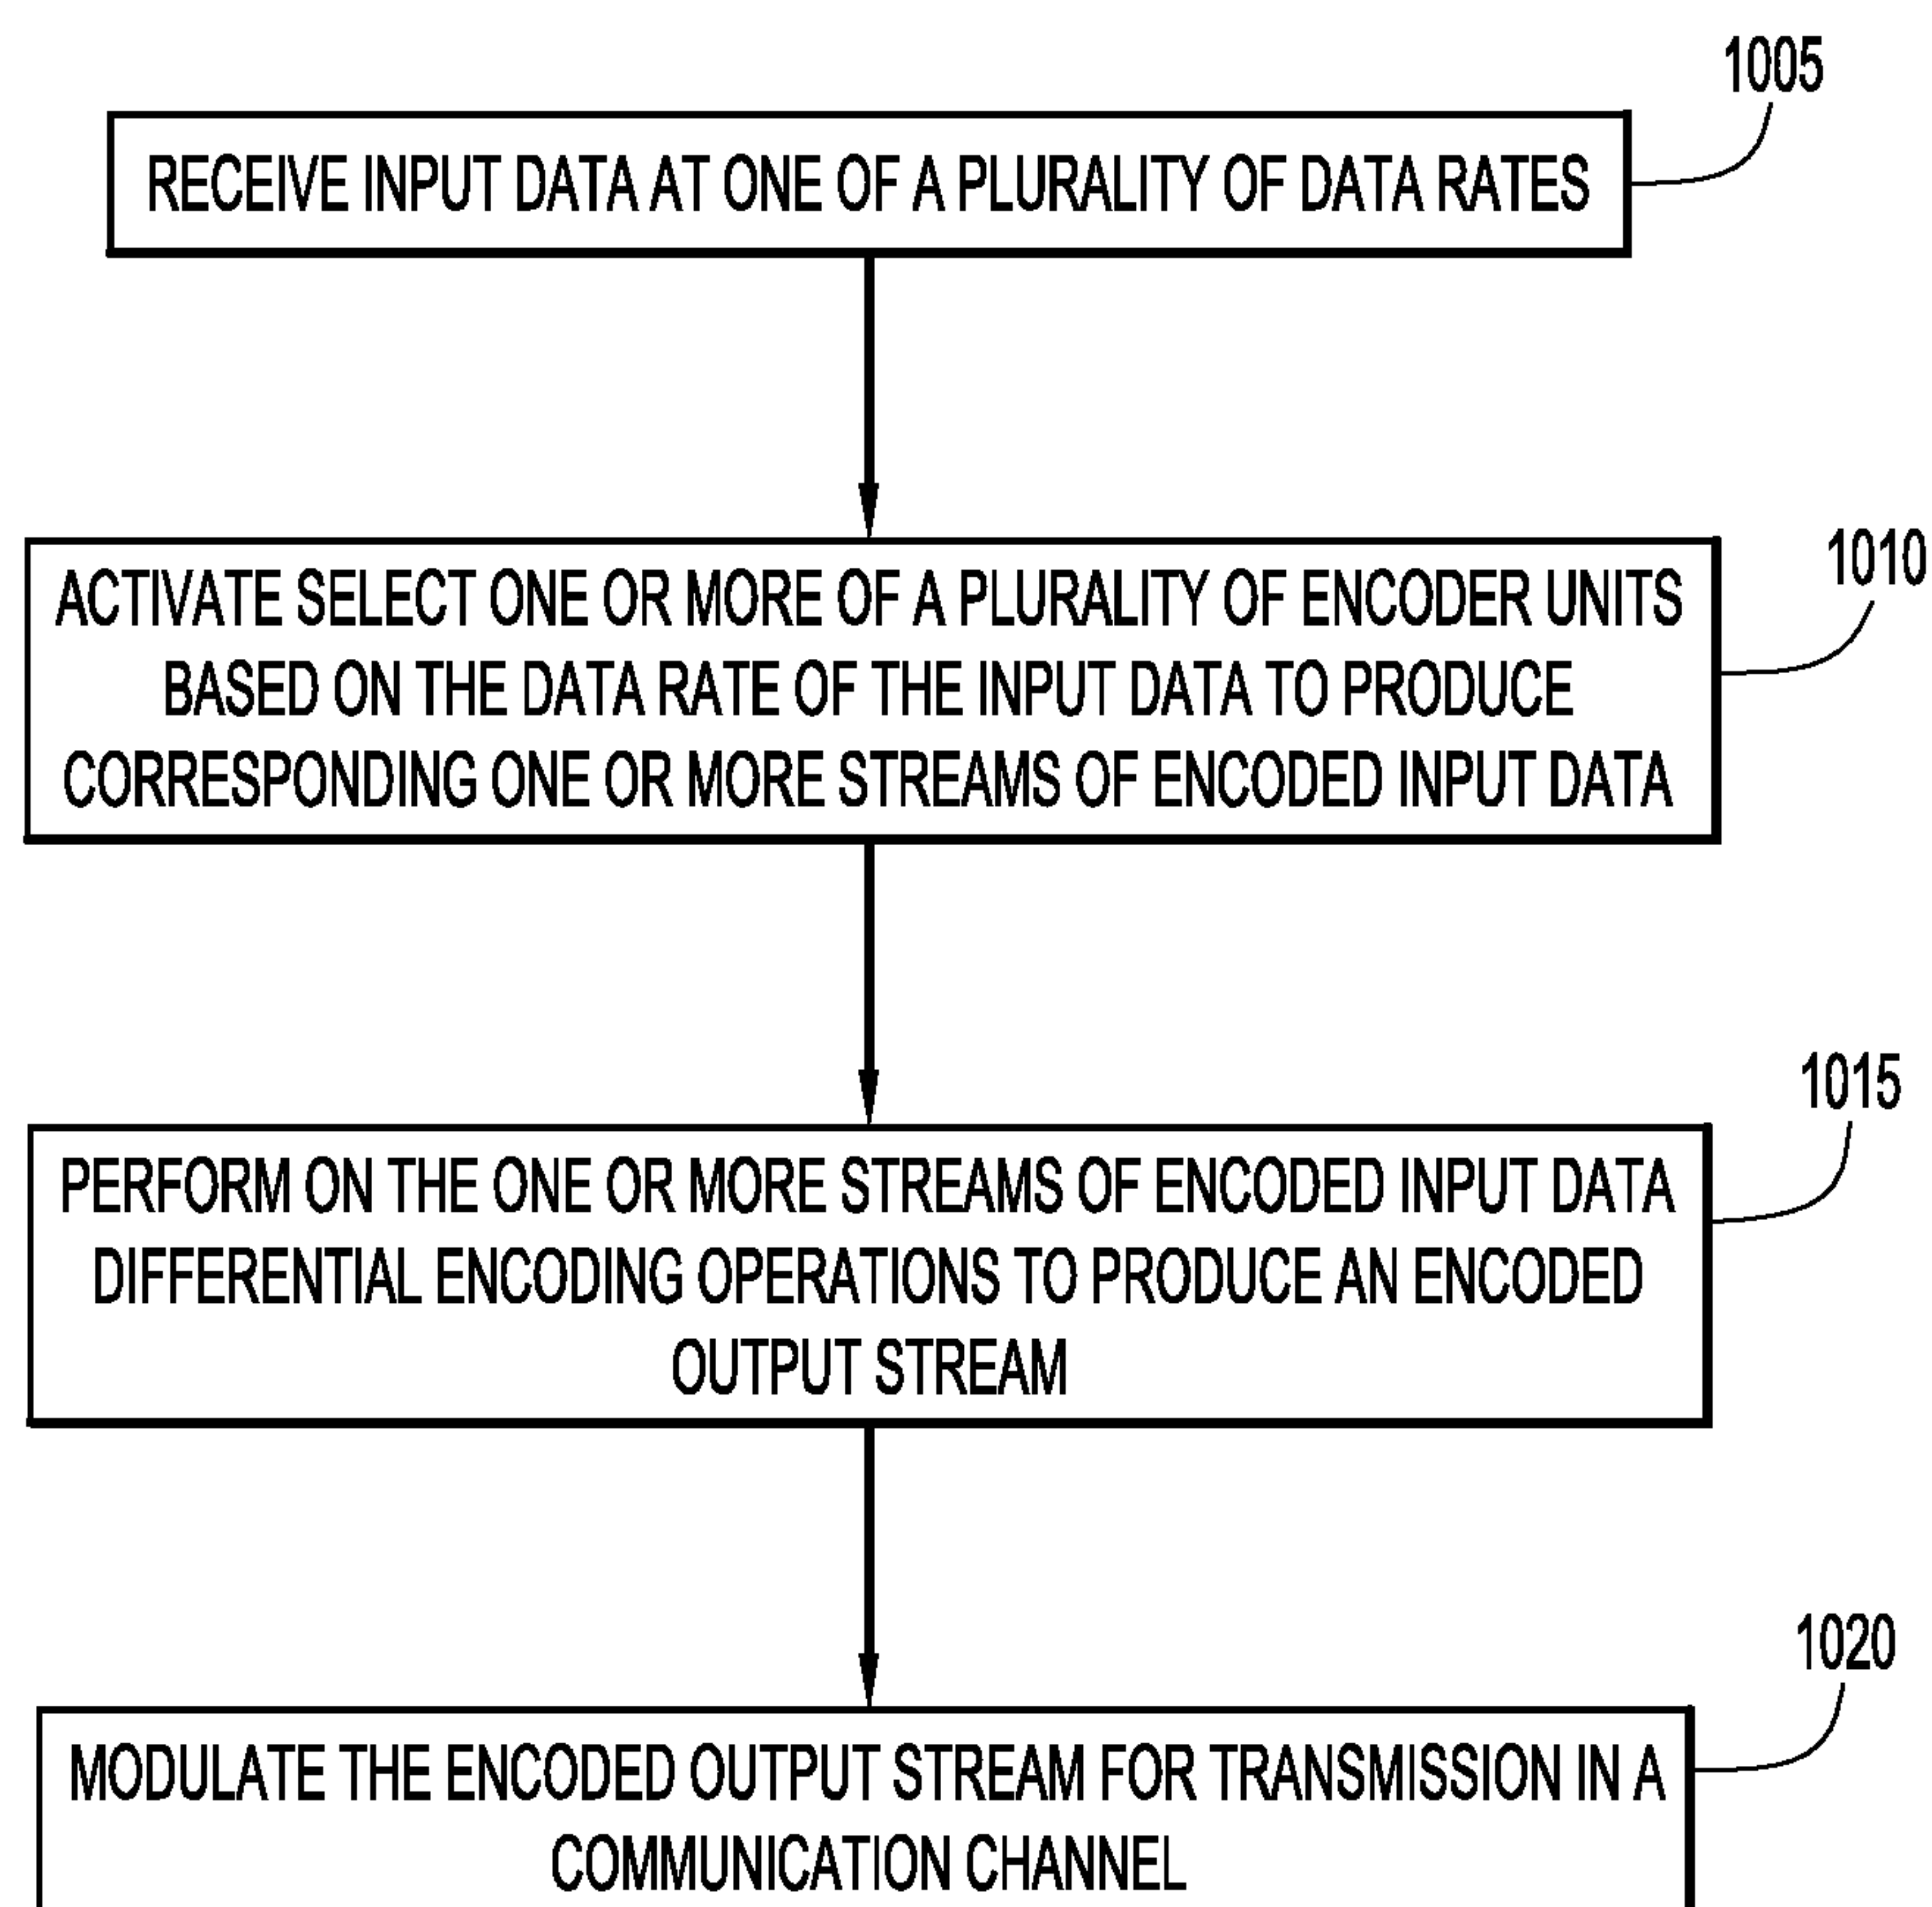 1005
RECEIVE INPUT DATA AT ONE OF A PLURALITY OF DATA RATES
1010
ACTIVATE SELECT ONE OR MORE OF A PLURALITY OF ENCODER UNITS
BASED ON THE DATA RATE OF THE INPUT DATA TO PRODUCE
CORRESPONDING ONE OR MORE STREAMS OF ENCODED INPUT DATA
1015
PERFORM ON THE ONE OR MORE STREAMS OF ENCODED INPUT DATA
DIFFERENTIAL ENCODING OPERATIONS TO PRODUCE AN ENCODED
OUTPUT STREAM
1020
MODULATE THE ENCODED OUTPUT STREAM FOR TRANSMISSION IN A
COMMUNICATION CHANNEL